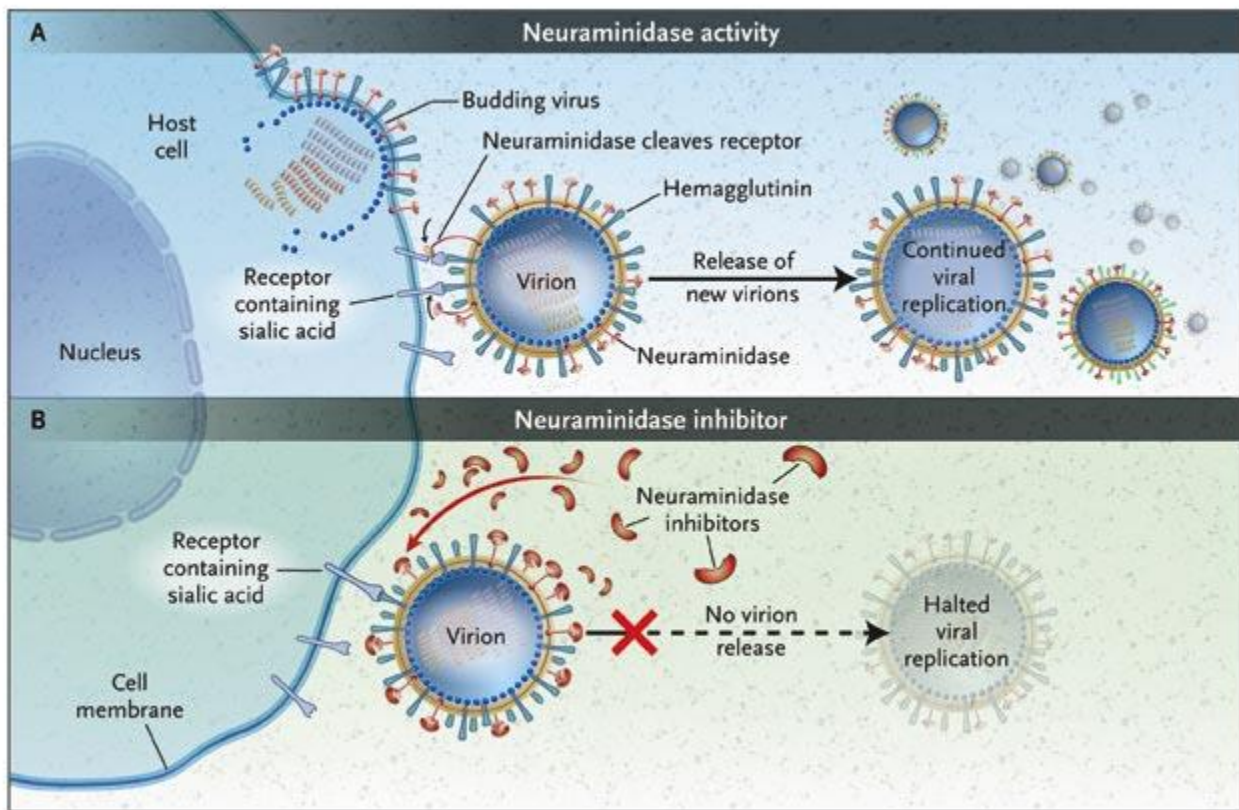 A
Neuraminidase activity
Budding virus
Host
cell
Neuraminidase cleaves receptor
Hemagglutinin
Receptor
containing
sialic acid
Virion
Release of
new virions
Continued
viral
replication
Nucleus
Neuraminidase
B
Neuraminidase inhibitor
Neuraminidase
inhibitors
Receptor
containing
sialic acid
Virion
No virion
release
Halted
viral
replication
Cell
membrane